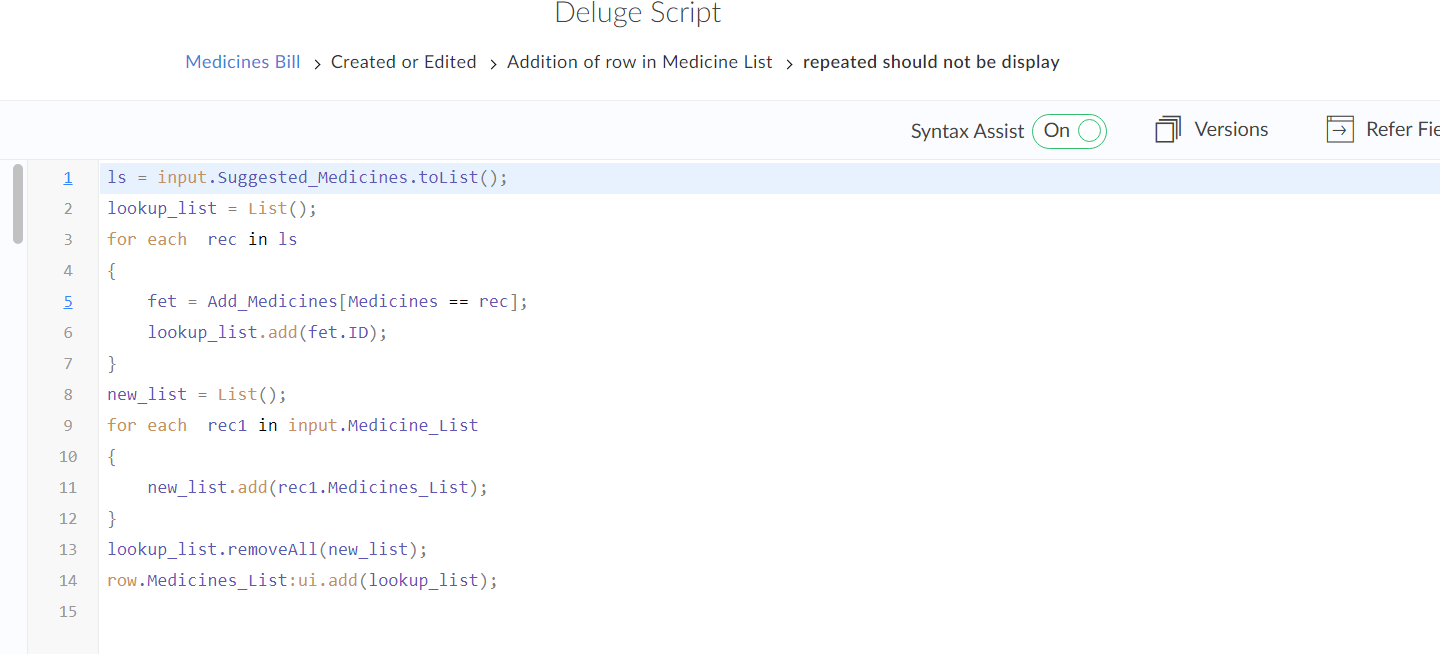 Deluge Script
Medicines Bill > Created or Edited > Addition of row in Medicine List > repeated should not be display
Syntax Assist On Versions Refer Fie
1 ls = input.Suggested_Medicines.toList();
2 lookup_list = List();
3 for each  rec in ls
4 {
5     fet = Add_Medicines[Medicines == rec];
6     lookup_list.add(fet.ID);
7 }
8 new_list = List();
9 for each  rec1 in input.Medicine_List
10 {
11     new_list.add(rec1.Medicines_List);
12 }
13 lookup_list.removeAll(new_list);
14 row.Medicines_List:ui.add(lookup_list);
15